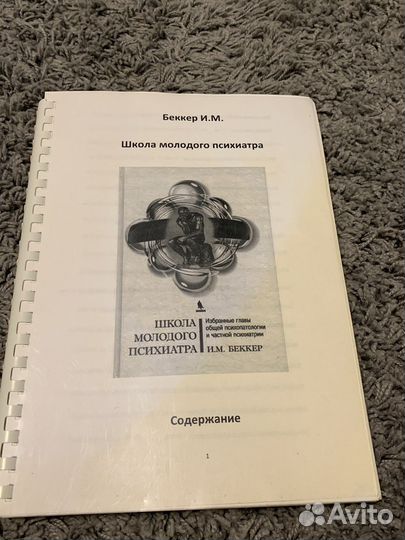 Беккер И.М.
Школа молодого психиатра
ШКОЛА
МОЛОДОГО
ПСИХИАТРА
Избранные главы
общей психопатологии
и частной психиатрии
И.М. БЕККЕР
Содержание
1
Avito